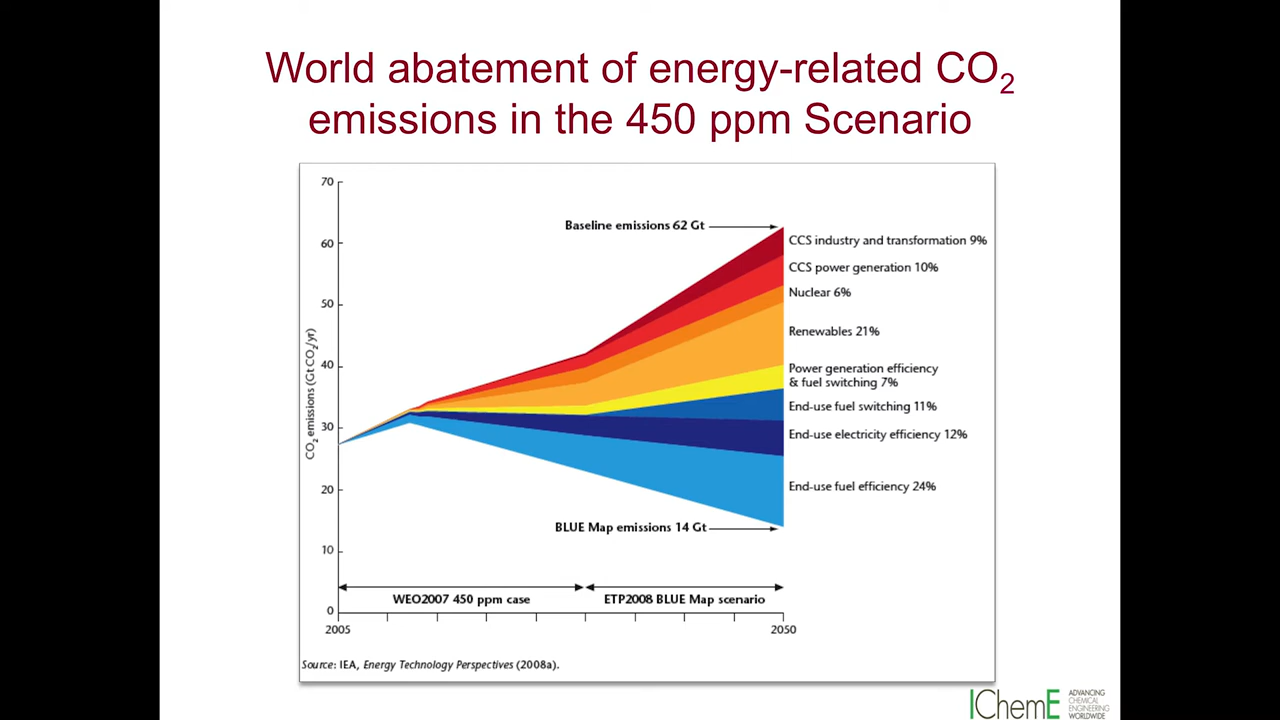 World abatement of energy-related CO₂
emissions in the 450 ppm Scenario
70
60
50
40
30
20
10
0
CO₂ emissions (Gt CO₂/yr)
Baseline emissions 62 Gt
CCS industry and transformation 9%
CCS power generation 10%
Nuclear 6%
Renewables 21%
Power generation efficiency
& fuel switching 7%
End-use fuel switching 11%
End-use electricity efficiency 12%
End-use fuel efficiency 24%
BLUE Map emissions 14 Gt
WEO2007 450 ppm case
ETP2008 BLUE Map scenario
2005
2050
Source: IEA, Energy Technology Perspectives (2008a).
IChemE
ADVANCING
CHEMICAL
ENGINEERING
WORLDWIDE